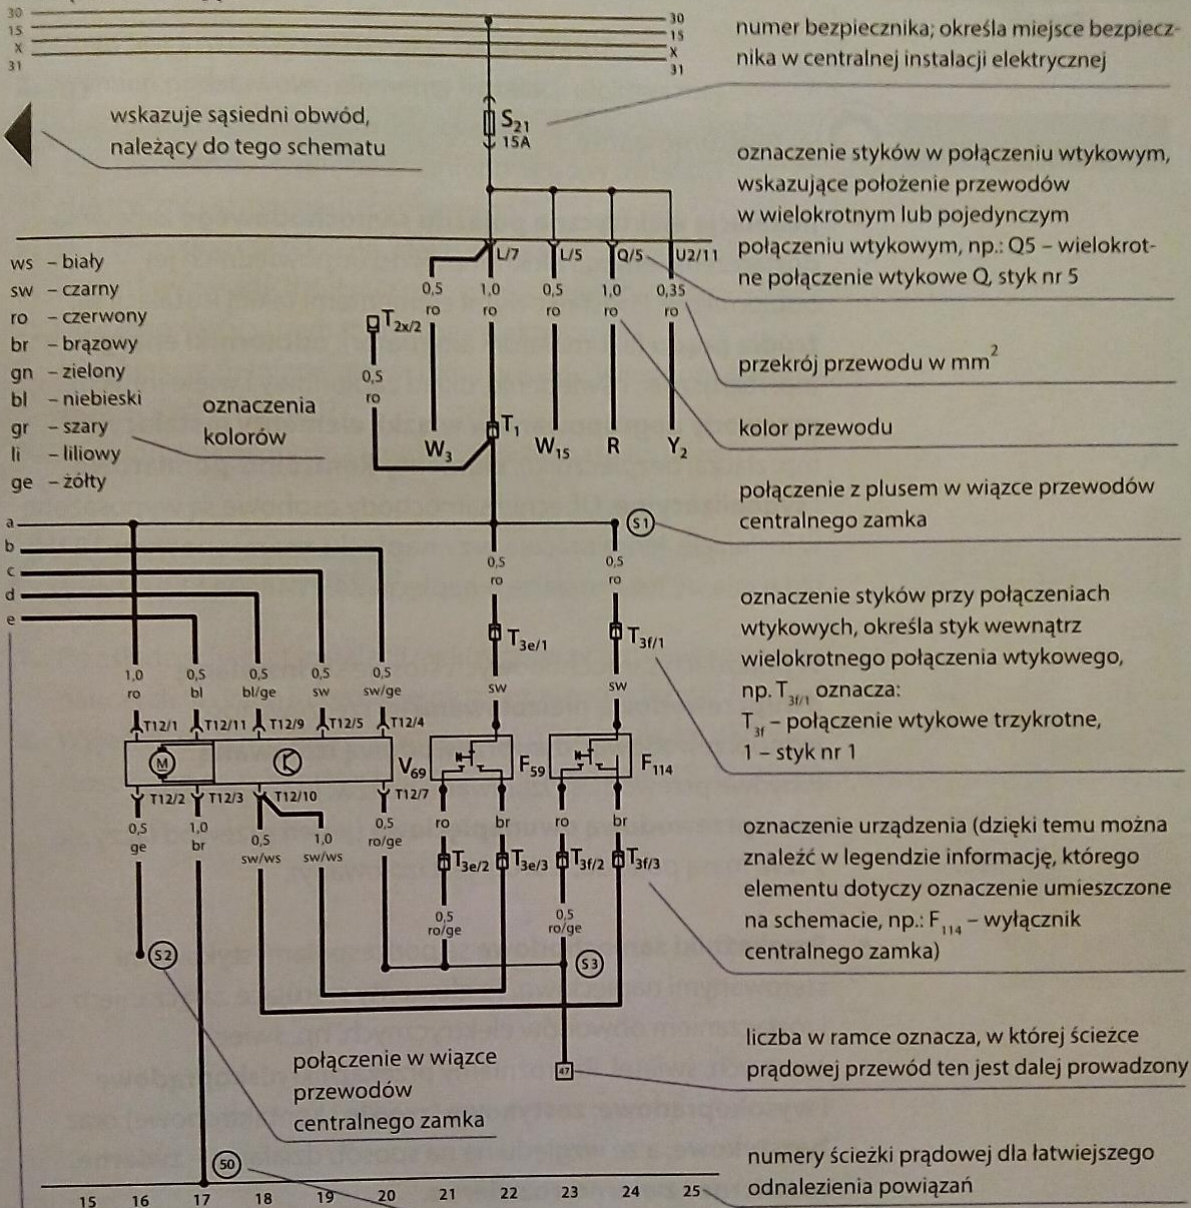 30
15
X
31
30
15
X
31
numer bezpiecznika; określa miejsce bezpiecz-
nika w centralnej instalacji elektrycznej
wskazuje sąsiedni obwód,
należący do tego schematu
S21
15A
oznaczenie styków w połączeniu wtykowym,
wskazujące położenie przewodów
w wielokrotnym lub pojedynczym
połączeniu wtykowym, np.: Q5 – wielokrot-
ne połączenie wtykowe Q, styk nr 5
L/7 L/5 Q/5 U2/11
ws – biały
sw – czarny
ro – czerwony
br – brązowy
gn – zielony
bl – niebieski
gr – szary
li – liliowy
ge – żółty
oznaczenia
kolorów
0,5 1,0 0,5 1,0 0,35
ro ro ro ro ro
T2x/2
0,5
ro
T1
W3 W15 R Y2
przekrój przewodu w mm2
kolor przewodu
połączenie z plusem w wiązce przewodów
centralnego zamka
a
b
c
d
e
S1
0,5 0,5
ro ro
T3e/1 T3f/1
sw sw
oznaczenie styków przy połączeniach
wtykowych, określa styk wewnątrz
wielokrotnego połączenia wtykowego,
np. T3f/1 oznacza:
T3f – połączenie wtykowe trzykrotne,
1 – styk nr 1
1,0 0,5 0,5 0,5 0,5
ro bl bl/ge sw sw/ge
T12/1 T12/11 T12/9 T12/5 T12/4
M K V69 F59 F114
T12/2 T12/3 T12/10 T12/7
0,5 1,0 0,5 1,0 0,5
ge br sw/ws sw/ws ro/ge
ro br ro br
T3e/2 T3e/3 T3f/2 T3f/3
0,5 0,5
ro/ge ro/ge
S2
S3
oznaczenie urządzenia (dzięki temu można
znaleźć w legendzie informację, którego
elementu dotyczy oznaczenie umieszczone
na schemacie, np.: F114 – wyłącznik
centralnego zamka)
47
liczba w ramce oznacza, w której ścieżce
prądowej przewód ten jest dalej prowadzony
połączenie w wiązce
przewodów
centralnego zamka
50
numery ścieżki prądowej dla łatwiejszego
odnalezienia powiązań
15 16 17 18 19 20 21 22 23 24 25